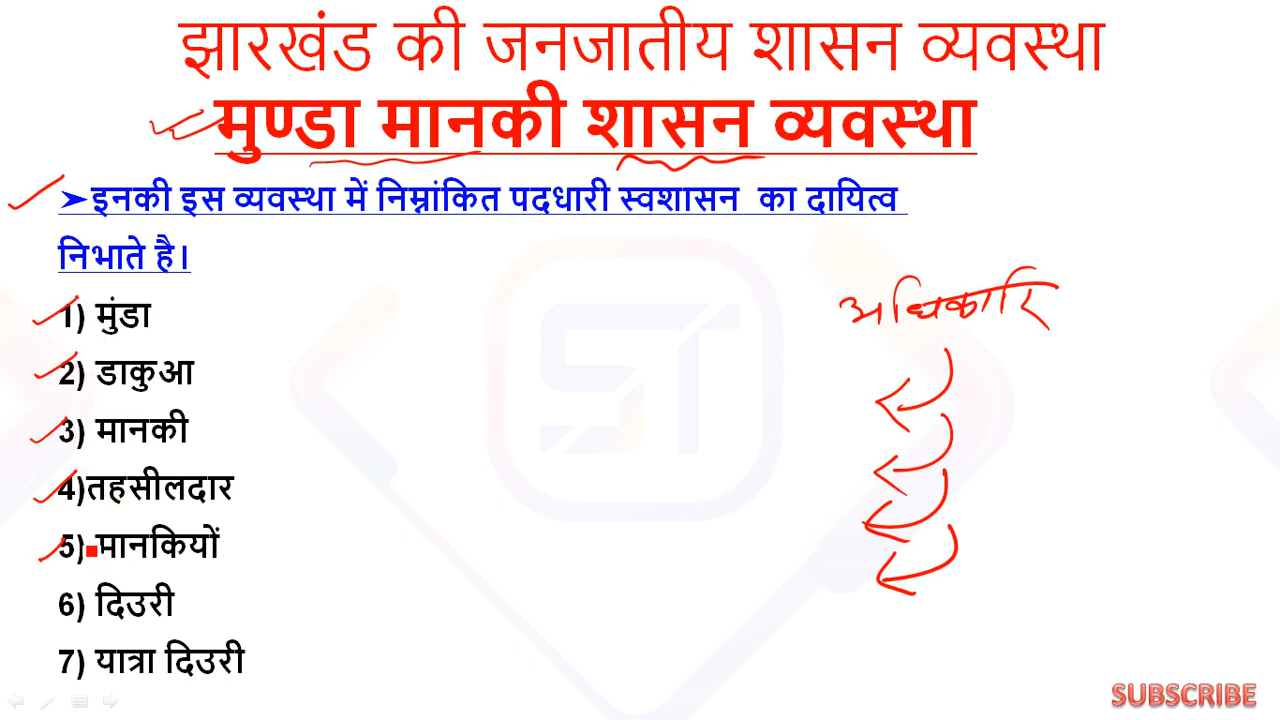 झारखंड की जनजातीय शासन व्यवस्था
मुण्डा मानकी शासन व्यवस्था
➤इनकी इस व्यवस्था में निम्नांकित पदधारी स्वशासन का दायित्व
निभाते है।
1) मुंडा
2) डाकुआ
3) मानकी
4)तहसीलदार
5) मानकियों
6) दिउरी
7) यात्रा दिउरी
अधिकारि
ST
SUBSCRIBE